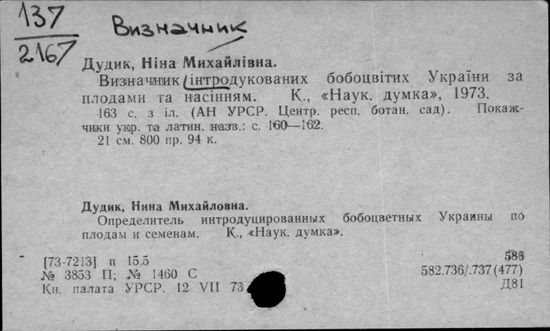 137
2167
Визначник
Дудик, Ніна Михайлівна.
Визначник інтродукованих бобоцвітих України за
плодами та насінням. К., «Наук. думка», 1973.
163 с. з іл. (АН УРСР. Центр. респ. ботан. сад). Покаж-
чики укр. та латин. назв.: с. 160—162.
21 см. 800 пр. 94 к.
Дудик, Нина Михайловна.
Определитель интродуцированных бобоцветных Украины по
плодам и семенам. К., «Наук. думка».
[73-7213] п 15.5
№ 3853 П; № 1460 С
Кн. палата УРСР. 12 VII 73
586
582.736/.737 (477)
Д81